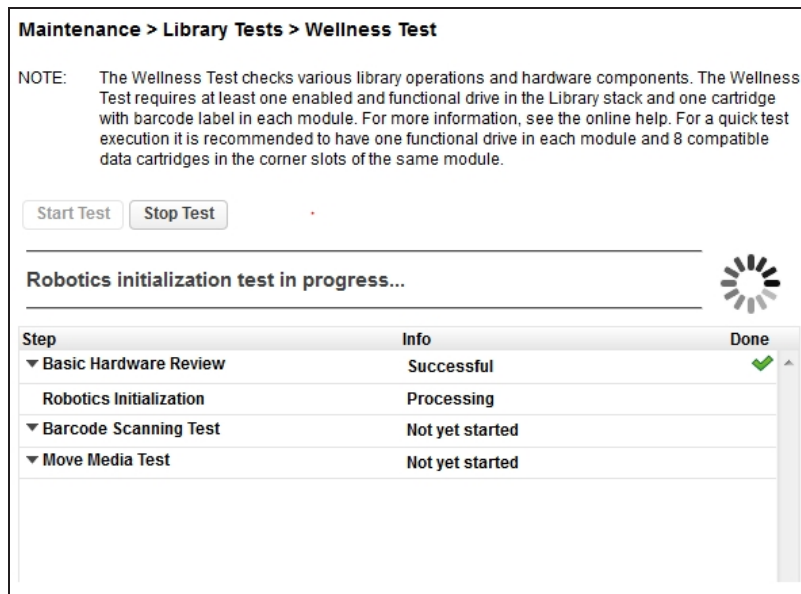 Maintenance > Library Tests > Wellness Test
NOTE: The Wellness Test checks various library operations and hardware components. The Wellness
Test requires at least one enabled and functional drive in the Library stack and one cartridge
with barcode label in each module. For more information, see the online help. For a quick test
execution it is recommended to have one functional drive in each module and 8 compatible
data cartridges in the corner slots of the same module.
Start Test Stop Test
Robotics initialization test in progress...
Step Info Done
Basic Hardware Review Successful
Robotics Initialization Processing
Barcode Scanning Test Not yet started
Move Media Test Not yet started